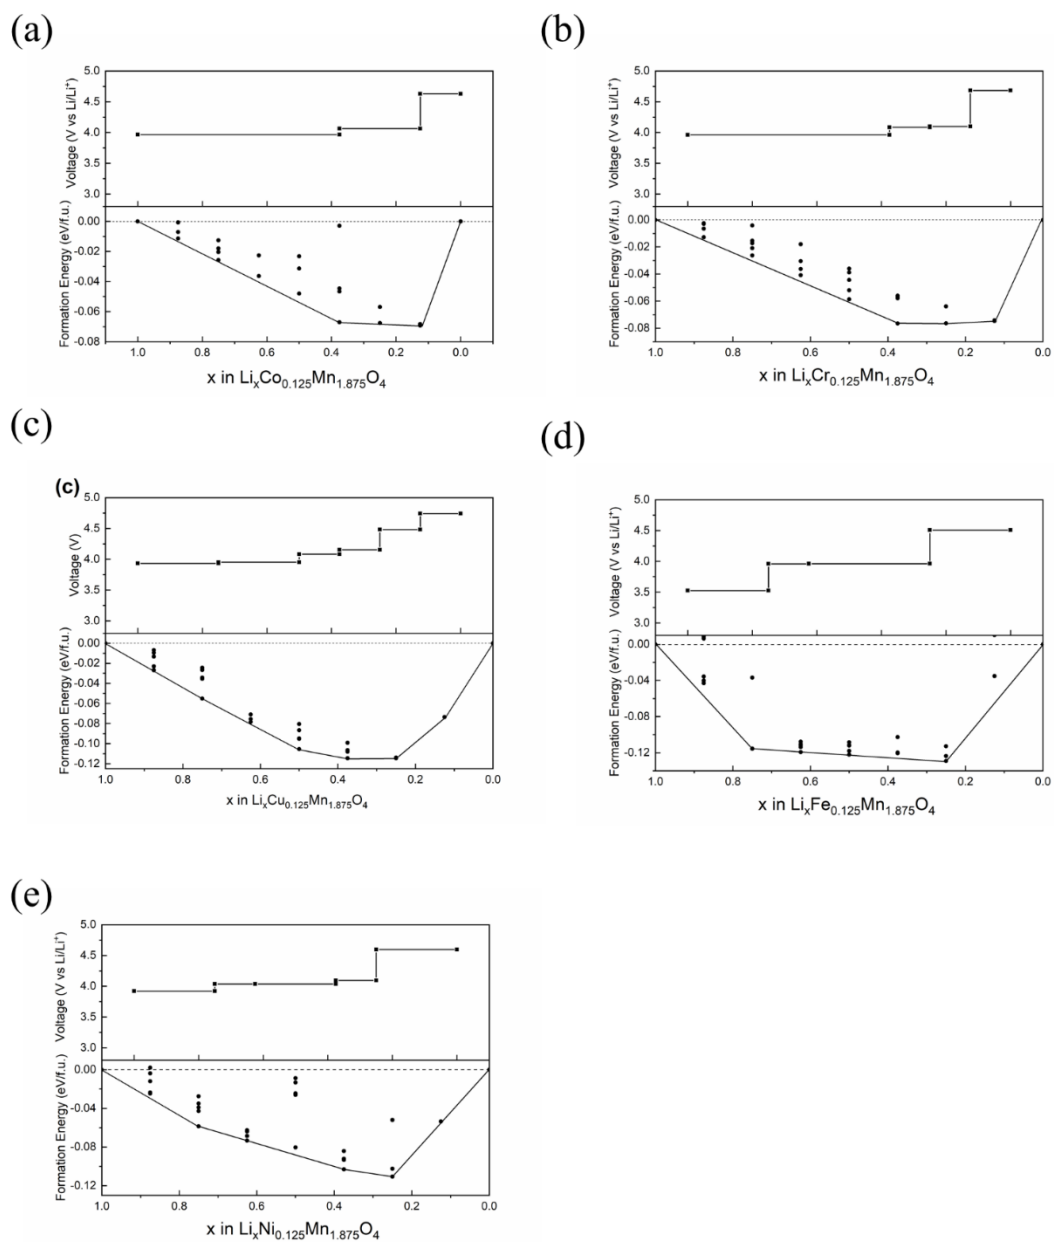 (a)
(b)
5.0
4.5
4.0
3.5
3.0
Voltage (V vs Li/Li⁺)
0.00
-0.02
-0.04
-0.06
-0.08
Formation Energy (eV/f.u.)
1.0 0.8 0.6 0.4 0.2 0.0
x in LiₓCo₀.₁₂₅Mn₁.₈₇₅O₄
5.0
4.5
4.0
3.5
3.0
Voltage (V vs Li/Li⁺)
0.00
-0.02
-0.04
-0.06
-0.08
Formation Energy (eV/f.u.)
1.0 0.8 0.6 0.4 0.2 0.0
x in LiₓCr₀.₁₂₅Mn₁.₈₇₅O₄
(c)
(d)
(c)
5.0
4.5
4.0
3.5
3.0
Voltage (V)
0.00
-0.02
-0.04
-0.06
-0.08
-0.10
-0.12
Formation Energy (eV/f.u.)
1.0 0.8 0.6 0.4 0.2 0.0
x in LiₓCu₀.₁₂₅Mn₁.₈₇₅O₄
5.0
4.5
4.0
3.5
3.0
Voltage (V vs Li/Li⁺)
0.00
-0.04
-0.08
-0.12
Formation Energy (eV/f.u.)
1.0 0.8 0.6 0.4 0.2 0.0
x in LiₓFe₀.₁₂₅Mn₁.₈₇₅O₄
(e)
5.0
4.5
4.0
3.5
3.0
Voltage (V vs Li/Li⁺)
0.00
-0.04
-0.08
-0.12
Formation Energy (eV/f.u.)
1.0 0.8 0.6 0.4 0.2 0.0
x in LiₓNi₀.₁₂₅Mn₁.₈₇₅O₄